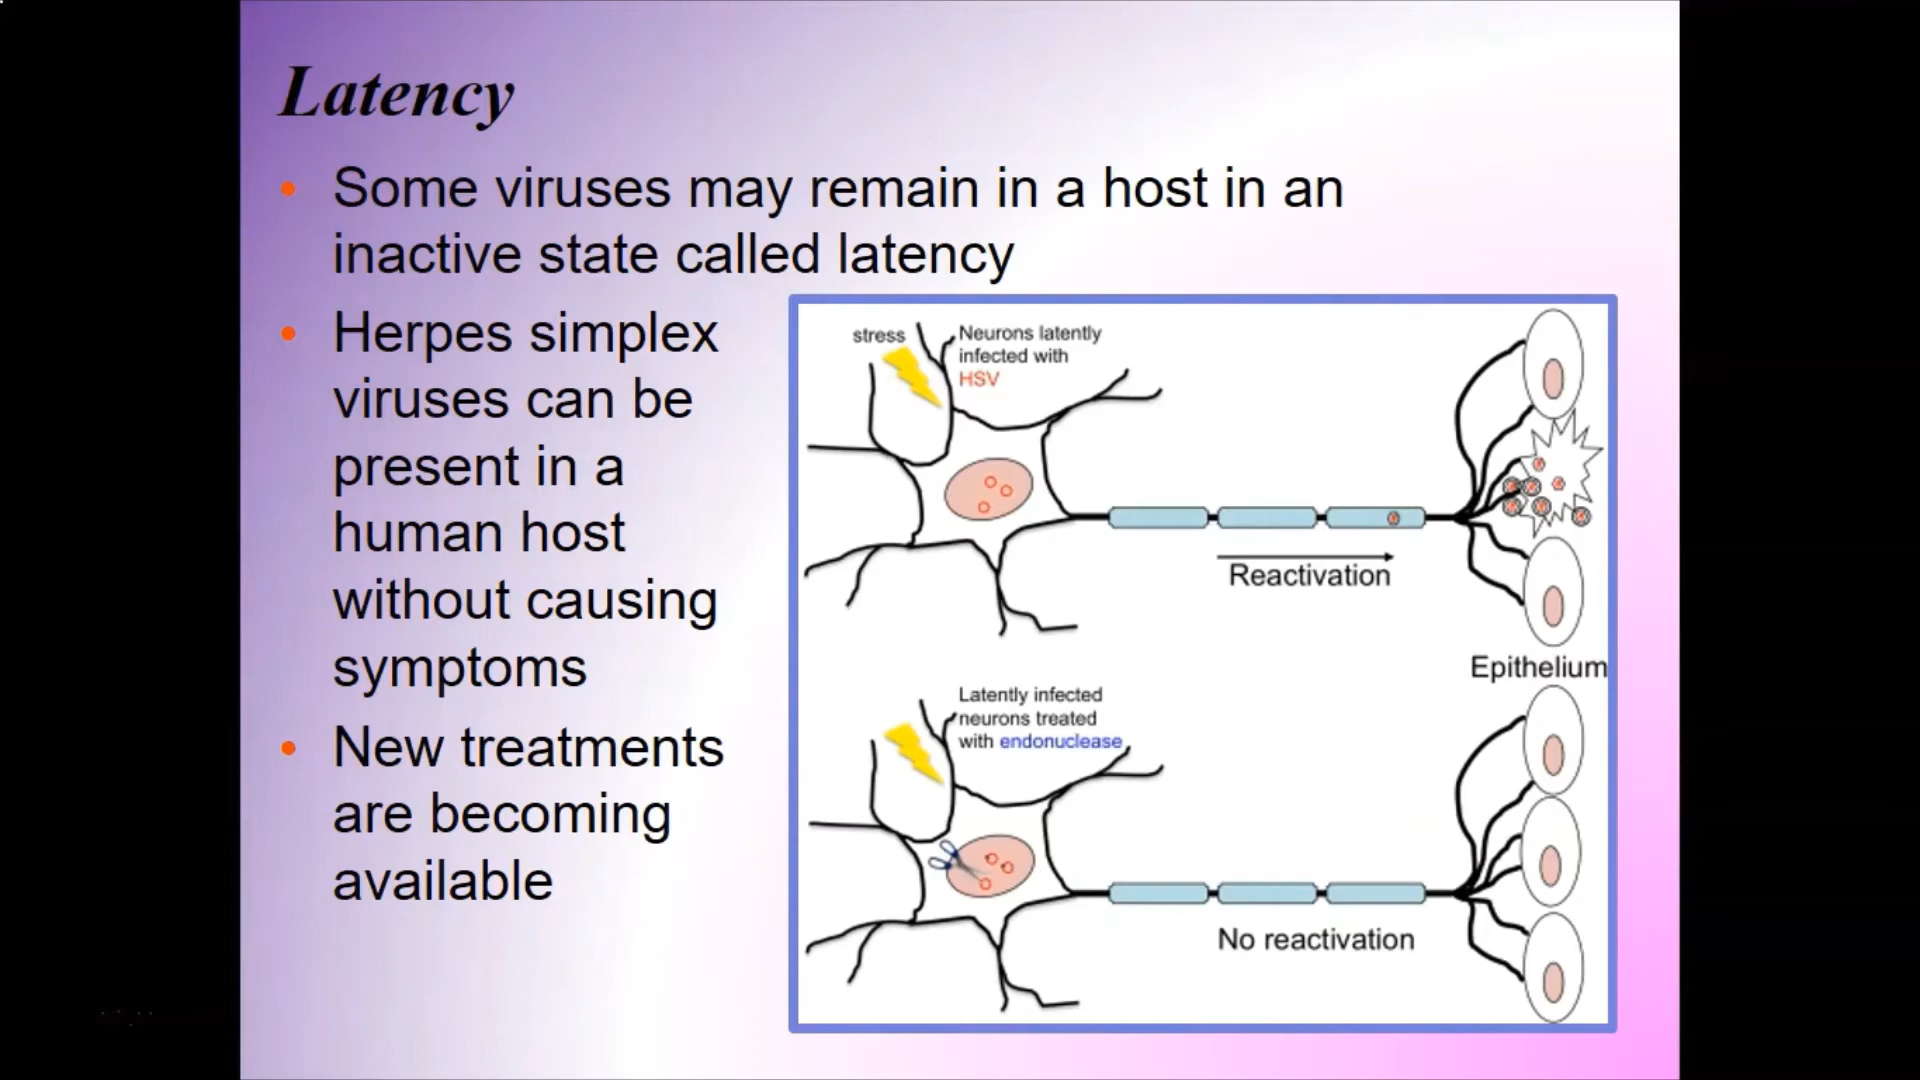 Latency
• Some viruses may remain in a host in an
inactive state called latency
• Herpes simplex
viruses can be
present in a
human host
without causing
symptoms
• New treatments
are becoming
available
stress
Neurons latently
infected with
HSV
Reactivation
Epithelium
Latently infected
neurons treated
with endonuclease
No reactivation